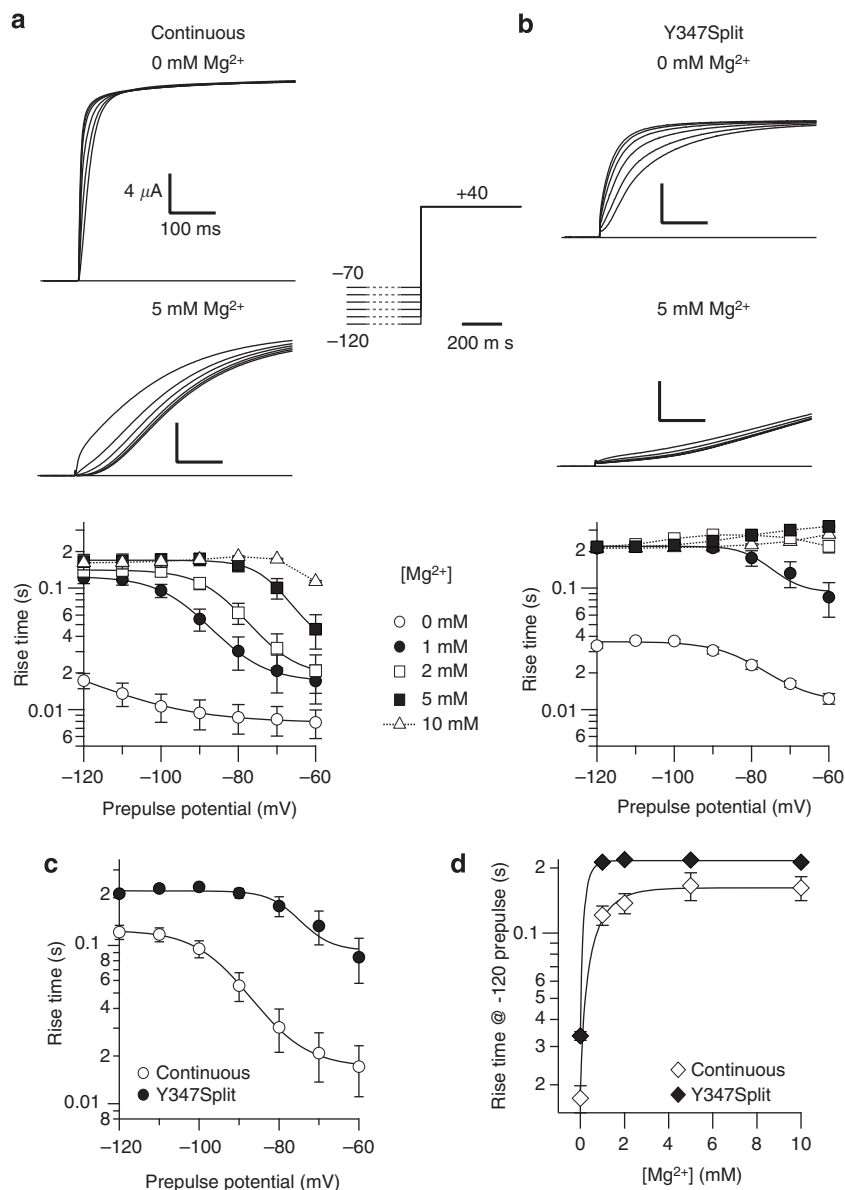 a
Continuous
0 mM Mg2+
4 μA
100 ms
5 mM Mg2+
+40
−70
−120
200 m s
b
Y347Split
0 mM Mg2+
5 mM Mg2+
Rise time (s)
2
0.1
6
4
2
0.01
6
−120
−100
−80
−60
Prepulse potential (mV)
[Mg2+]
0 mM
1 mM
2 mM
5 mM
10 mM
Rise time (s)
2
0.1
6
4
2
0.01
6
−120
−100
−80
−60
Prepulse potential (mV)
c
Rise time (s)
2
0.1
8
6
4
2
0.01
8
Continuous
Y347Split
−120
−100
−80
−60
Prepulse potential (mV)
d
Rise time @ -120 prepulse (s)
2
0.1
6
5
4
3
2
Continuous
Y347Split
0
2
4
6
8
10
[Mg2+] (mM)